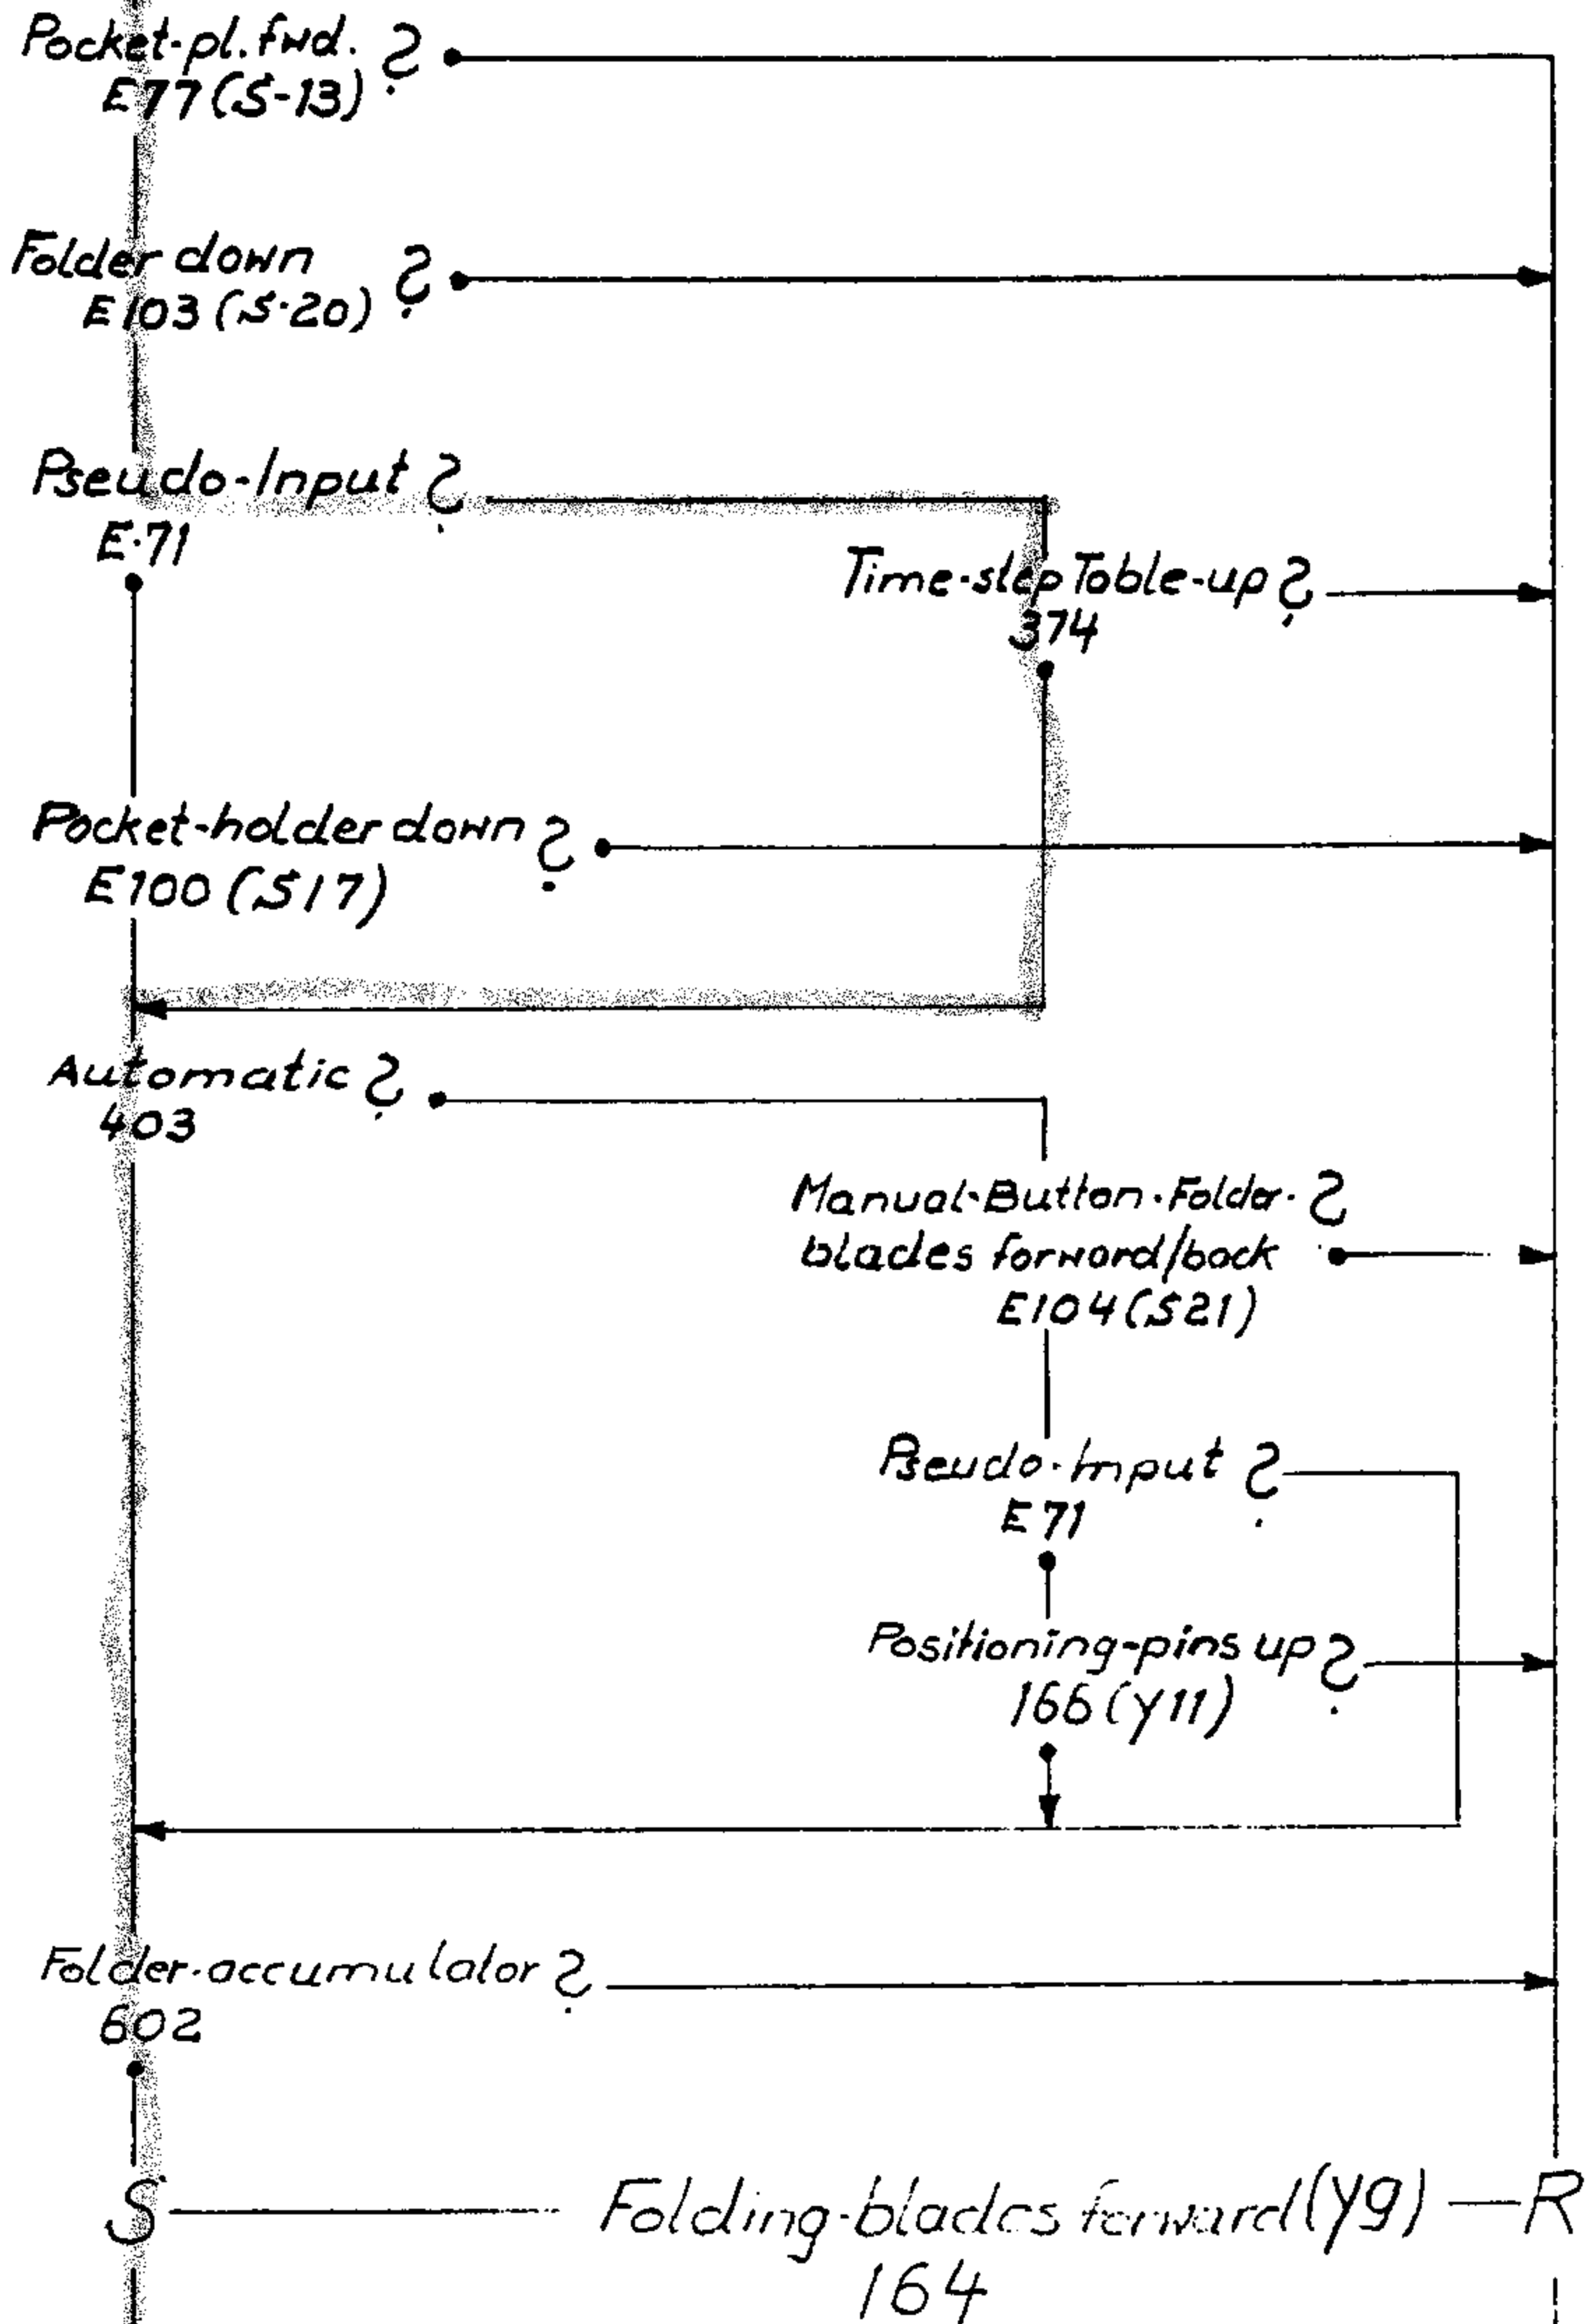 Pocket-pl. fwd. ?
E77 (S-13)
Folder down ?
E103 (S-20)
Pseudo-Input ?
E-71
Time-step Table-up ?
374
Pocket-holder down ?
E100 (S17)
Automatic ?
403
Manual-Button-Folder- ?
blades forward/back
E104 (S21)
Pseudo-Input ?
E71
Positioning-pins up ?
166 (Y11)
Folder-accumulator ?
602
S Folding-blades forward (Y9) R
164